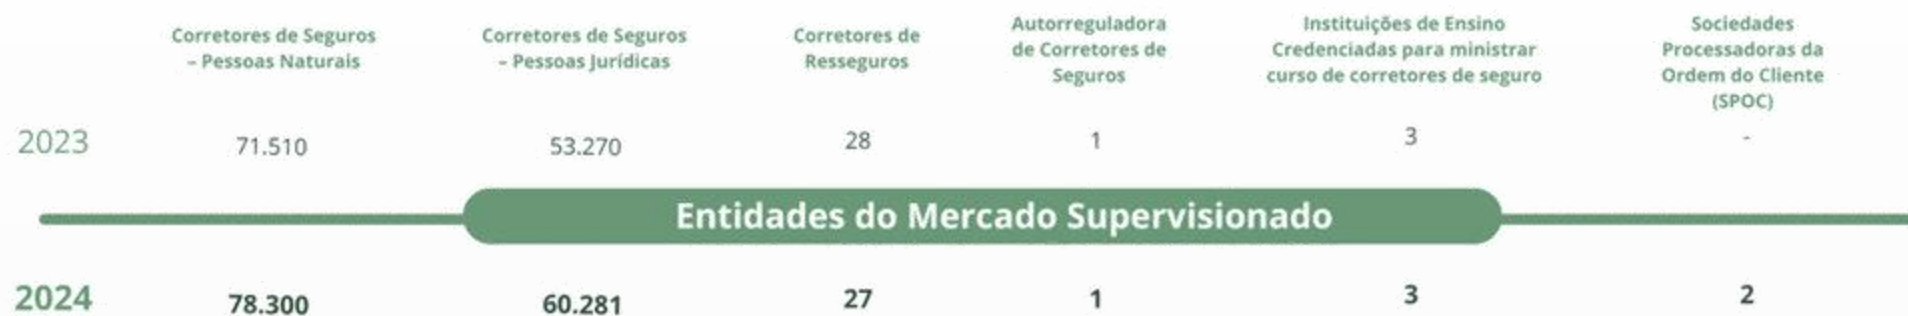 Corretores de Seguros
– Pessoas Naturais
Corretores de Seguros
– Pessoas Jurídicas
Corretores de
Resseguros
Autorreguladora
de Corretores de
Seguros
Instituições de Ensino
Credenciadas para ministrar
curso de corretores de seguro
Sociedades
Processadoras da
Ordem do Cliente
(SPOC)
2023 71.510 53.270 28 1 3 -
Entidades do Mercado Supervisionado
2024 78.300 60.281 27 1 3 2